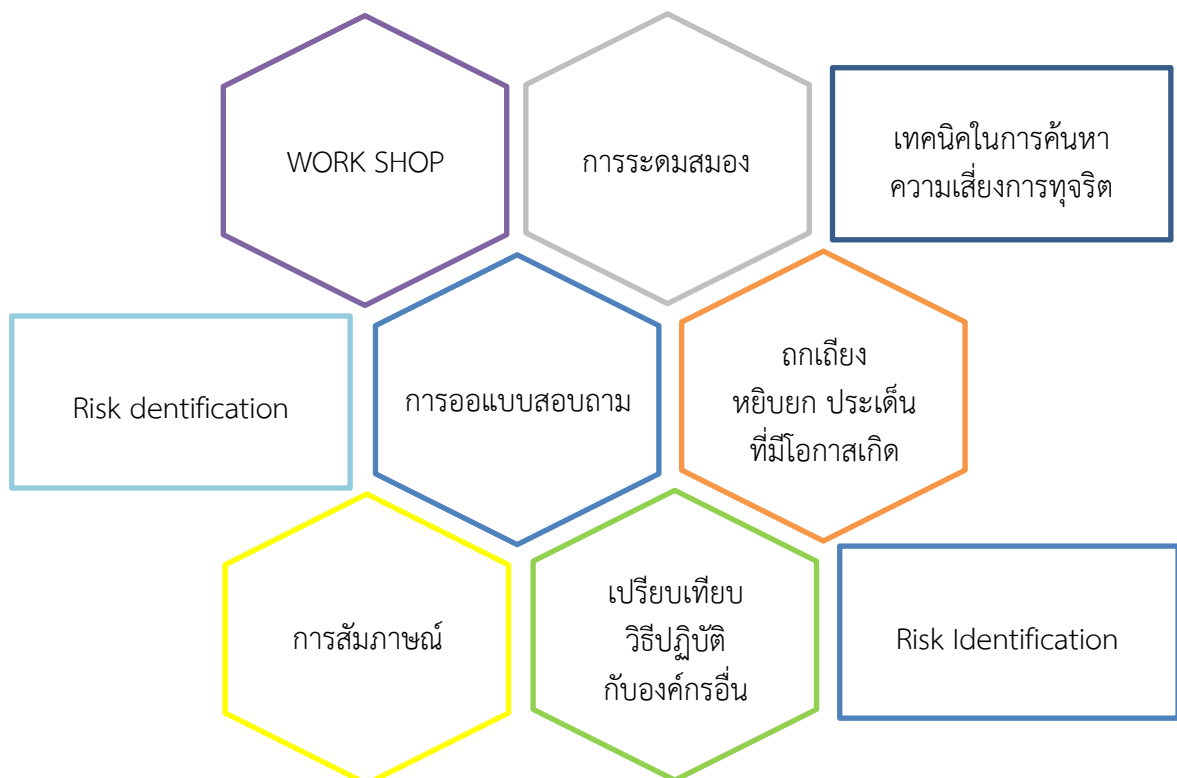 WORK SHOP
การระดมสมอง
เทคนิคในการค้นหา
ความเสี่ยงการทุจริต
Risk dentification
การออแบบสอบถาม
ถกเถียง
หยิบยก ประเด็น
ที่มีโอกาสเกิด
การสัมภาษณ์
เปรียบเทียบ
วิธีปฏิบัติ
กับองค์กรอื่น
Risk Identification